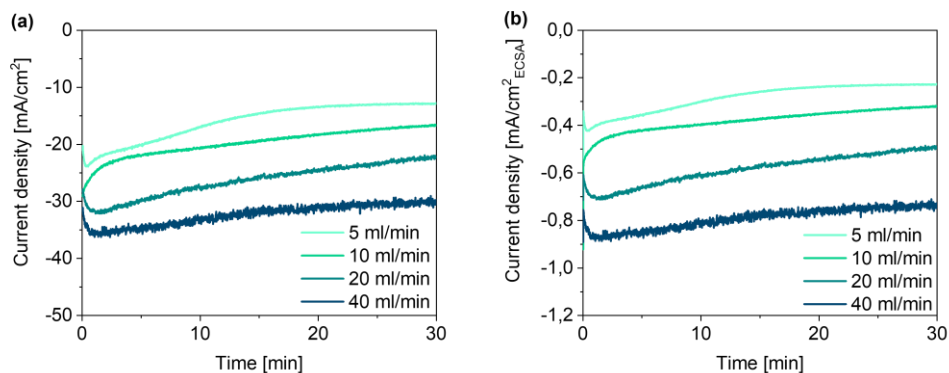 (a)
Current density [mA/cm²]
0
-10
-20
-30
-40
-50
0
10
20
30
Time [min]
5 ml/min
10 ml/min
20 ml/min
40 ml/min
(b)
Current density [mA/cm²ECSA]
0,0
-0,2
-0,4
-0,6
-0,8
-1,0
-1,2
0
10
20
30
Time [min]
5 ml/min
10 ml/min
20 ml/min
40 ml/min